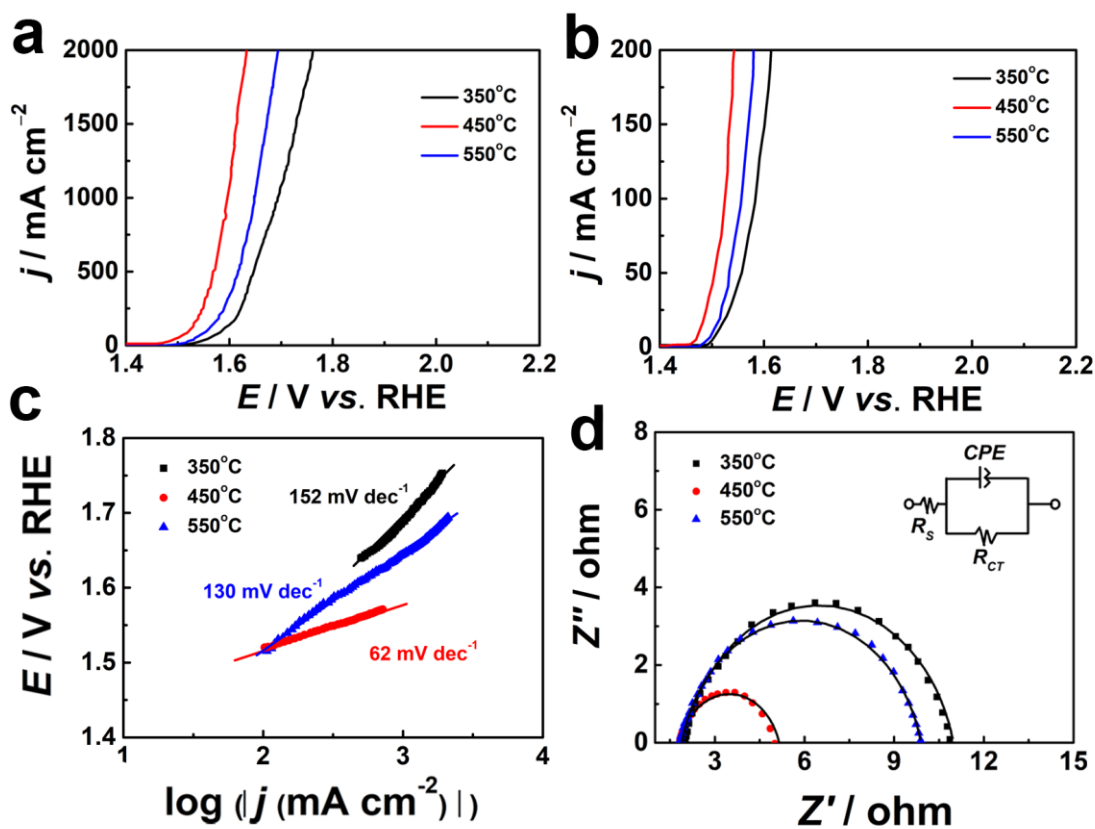 a
2000
1500
1000
500
0
1.4 1.6 1.8 2.0 2.2
j / mA cm⁻²
E / V vs. RHE
350°C
450°C
550°C
b
200
150
100
50
0
1.4 1.6 1.8 2.0 2.2
j / mA cm⁻²
E / V vs. RHE
350°C
450°C
550°C
c
1.8
1.7
1.6
1.5
1.4
1 2 3 4
E / V vs. RHE
log (|j (mA cm⁻²)|)
350°C
450°C
550°C
152 mV dec⁻¹
130 mV dec⁻¹
62 mV dec⁻¹
d
8
6
4
2
0
3 6 9 12 15
Z″ / ohm
Z′ / ohm
350°C
450°C
550°C
CPE
R_S
R_CT